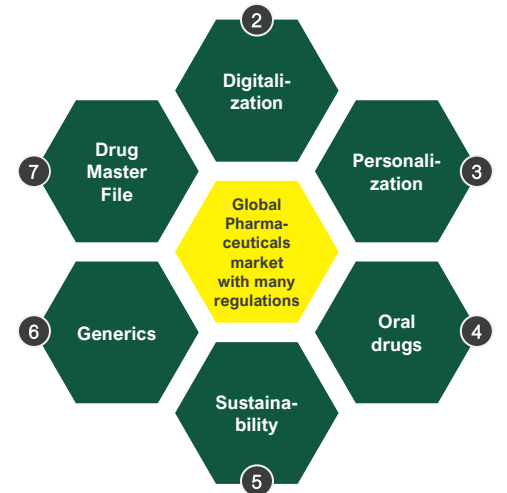 2
Digitali-
zation
Personali-
zation
3
Oral
drugs
4
Sustaina-
bility
5
Generics
6
Drug
Master
File
7
Global
Pharma-
ceuticals
market
with many
regulations